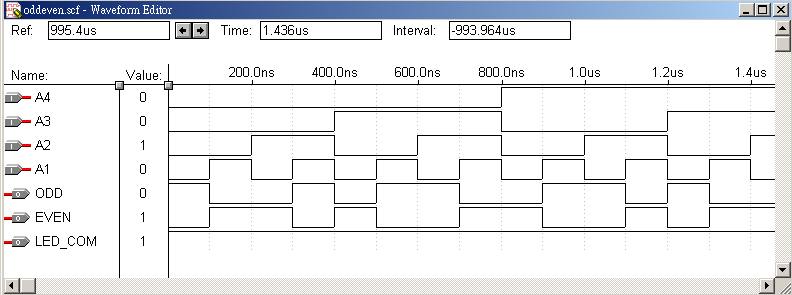 oddeven.scf - Waveform Editor
Ref: 995.4us Time: 1.436us Interval: -993.964us
Name: Value: 200.0ns 400.0ns 600.0ns 800.0ns 1.0us 1.2us 1.4us
A4 0
A3 0
A2 1
A1 0
ODD 0
EVEN 1
LED_COM 1